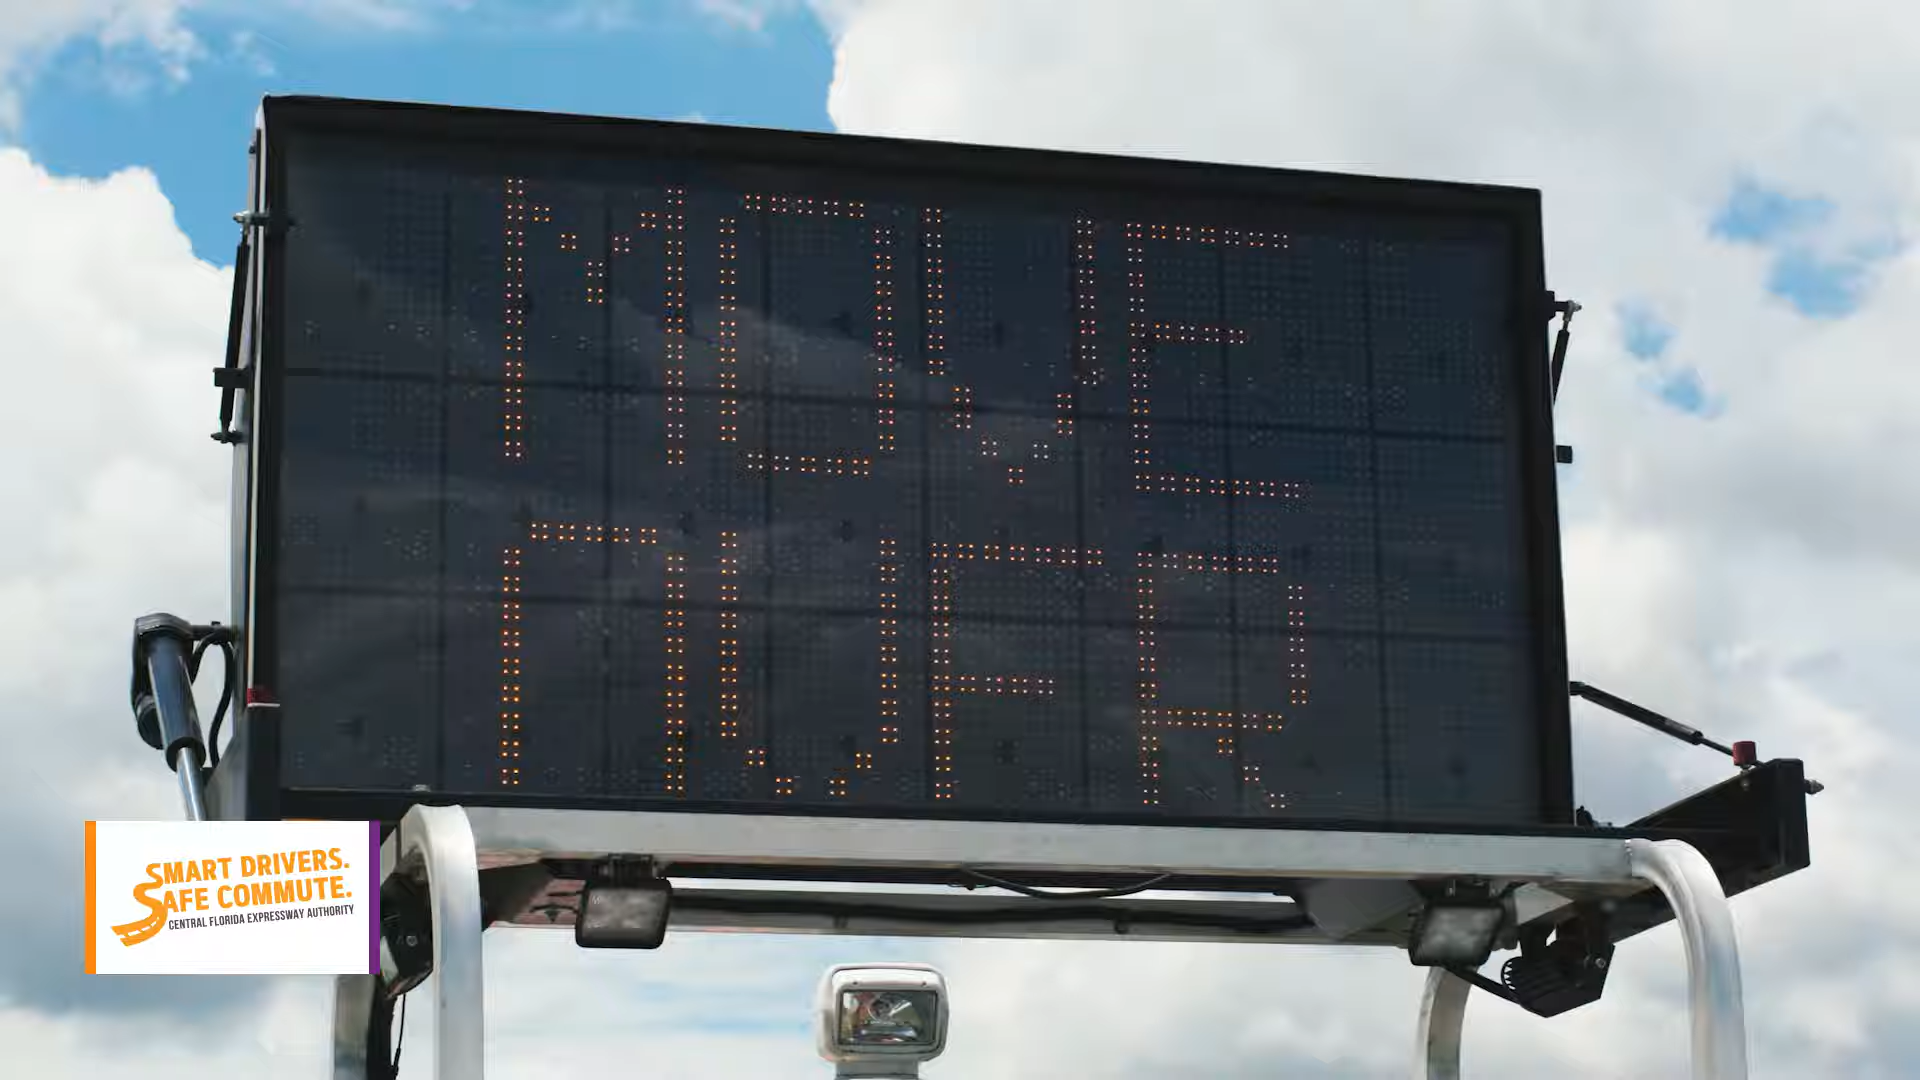 MOVE
OVER
SMART DRIVERS.
SAFE COMMUTE.
CENTRAL FLORIDA EXPRESSWAY AUTHORITY